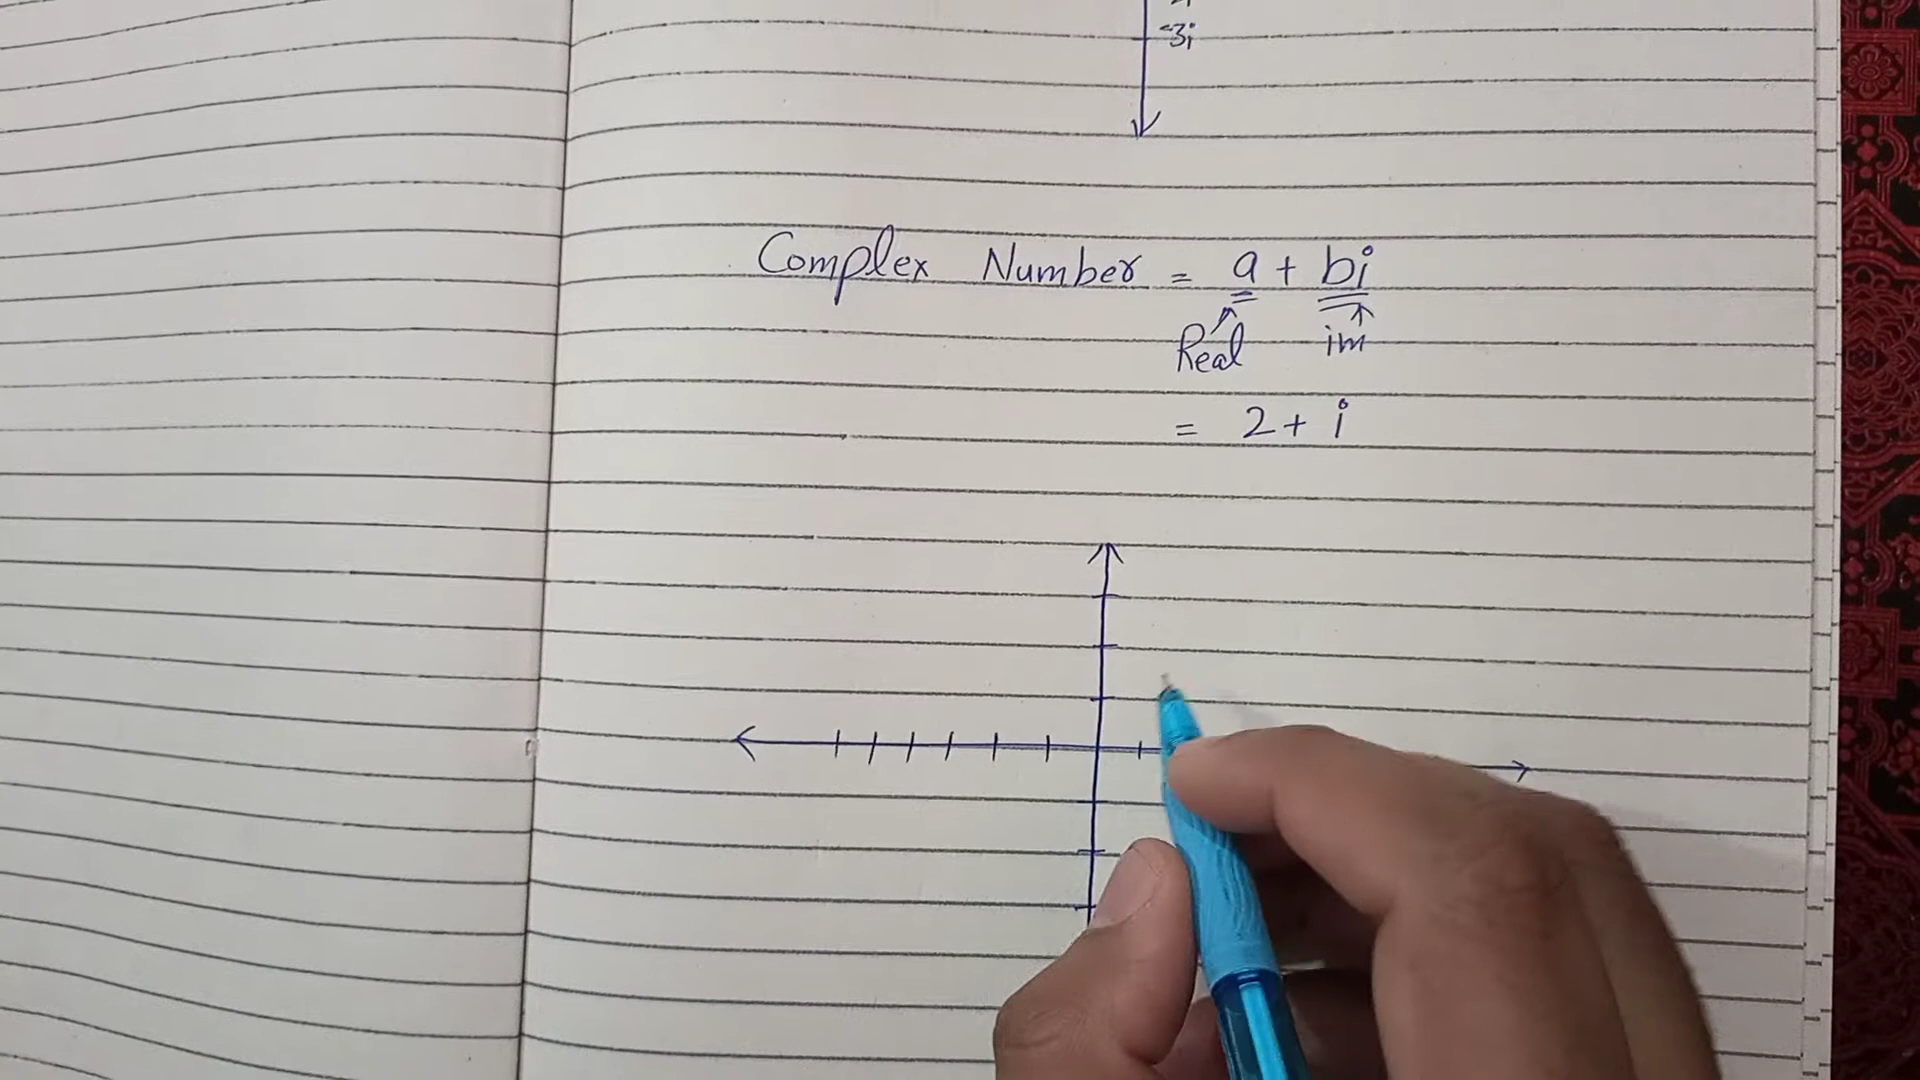 -3i
Complex Number = a + bi
Real im
= 2 + i